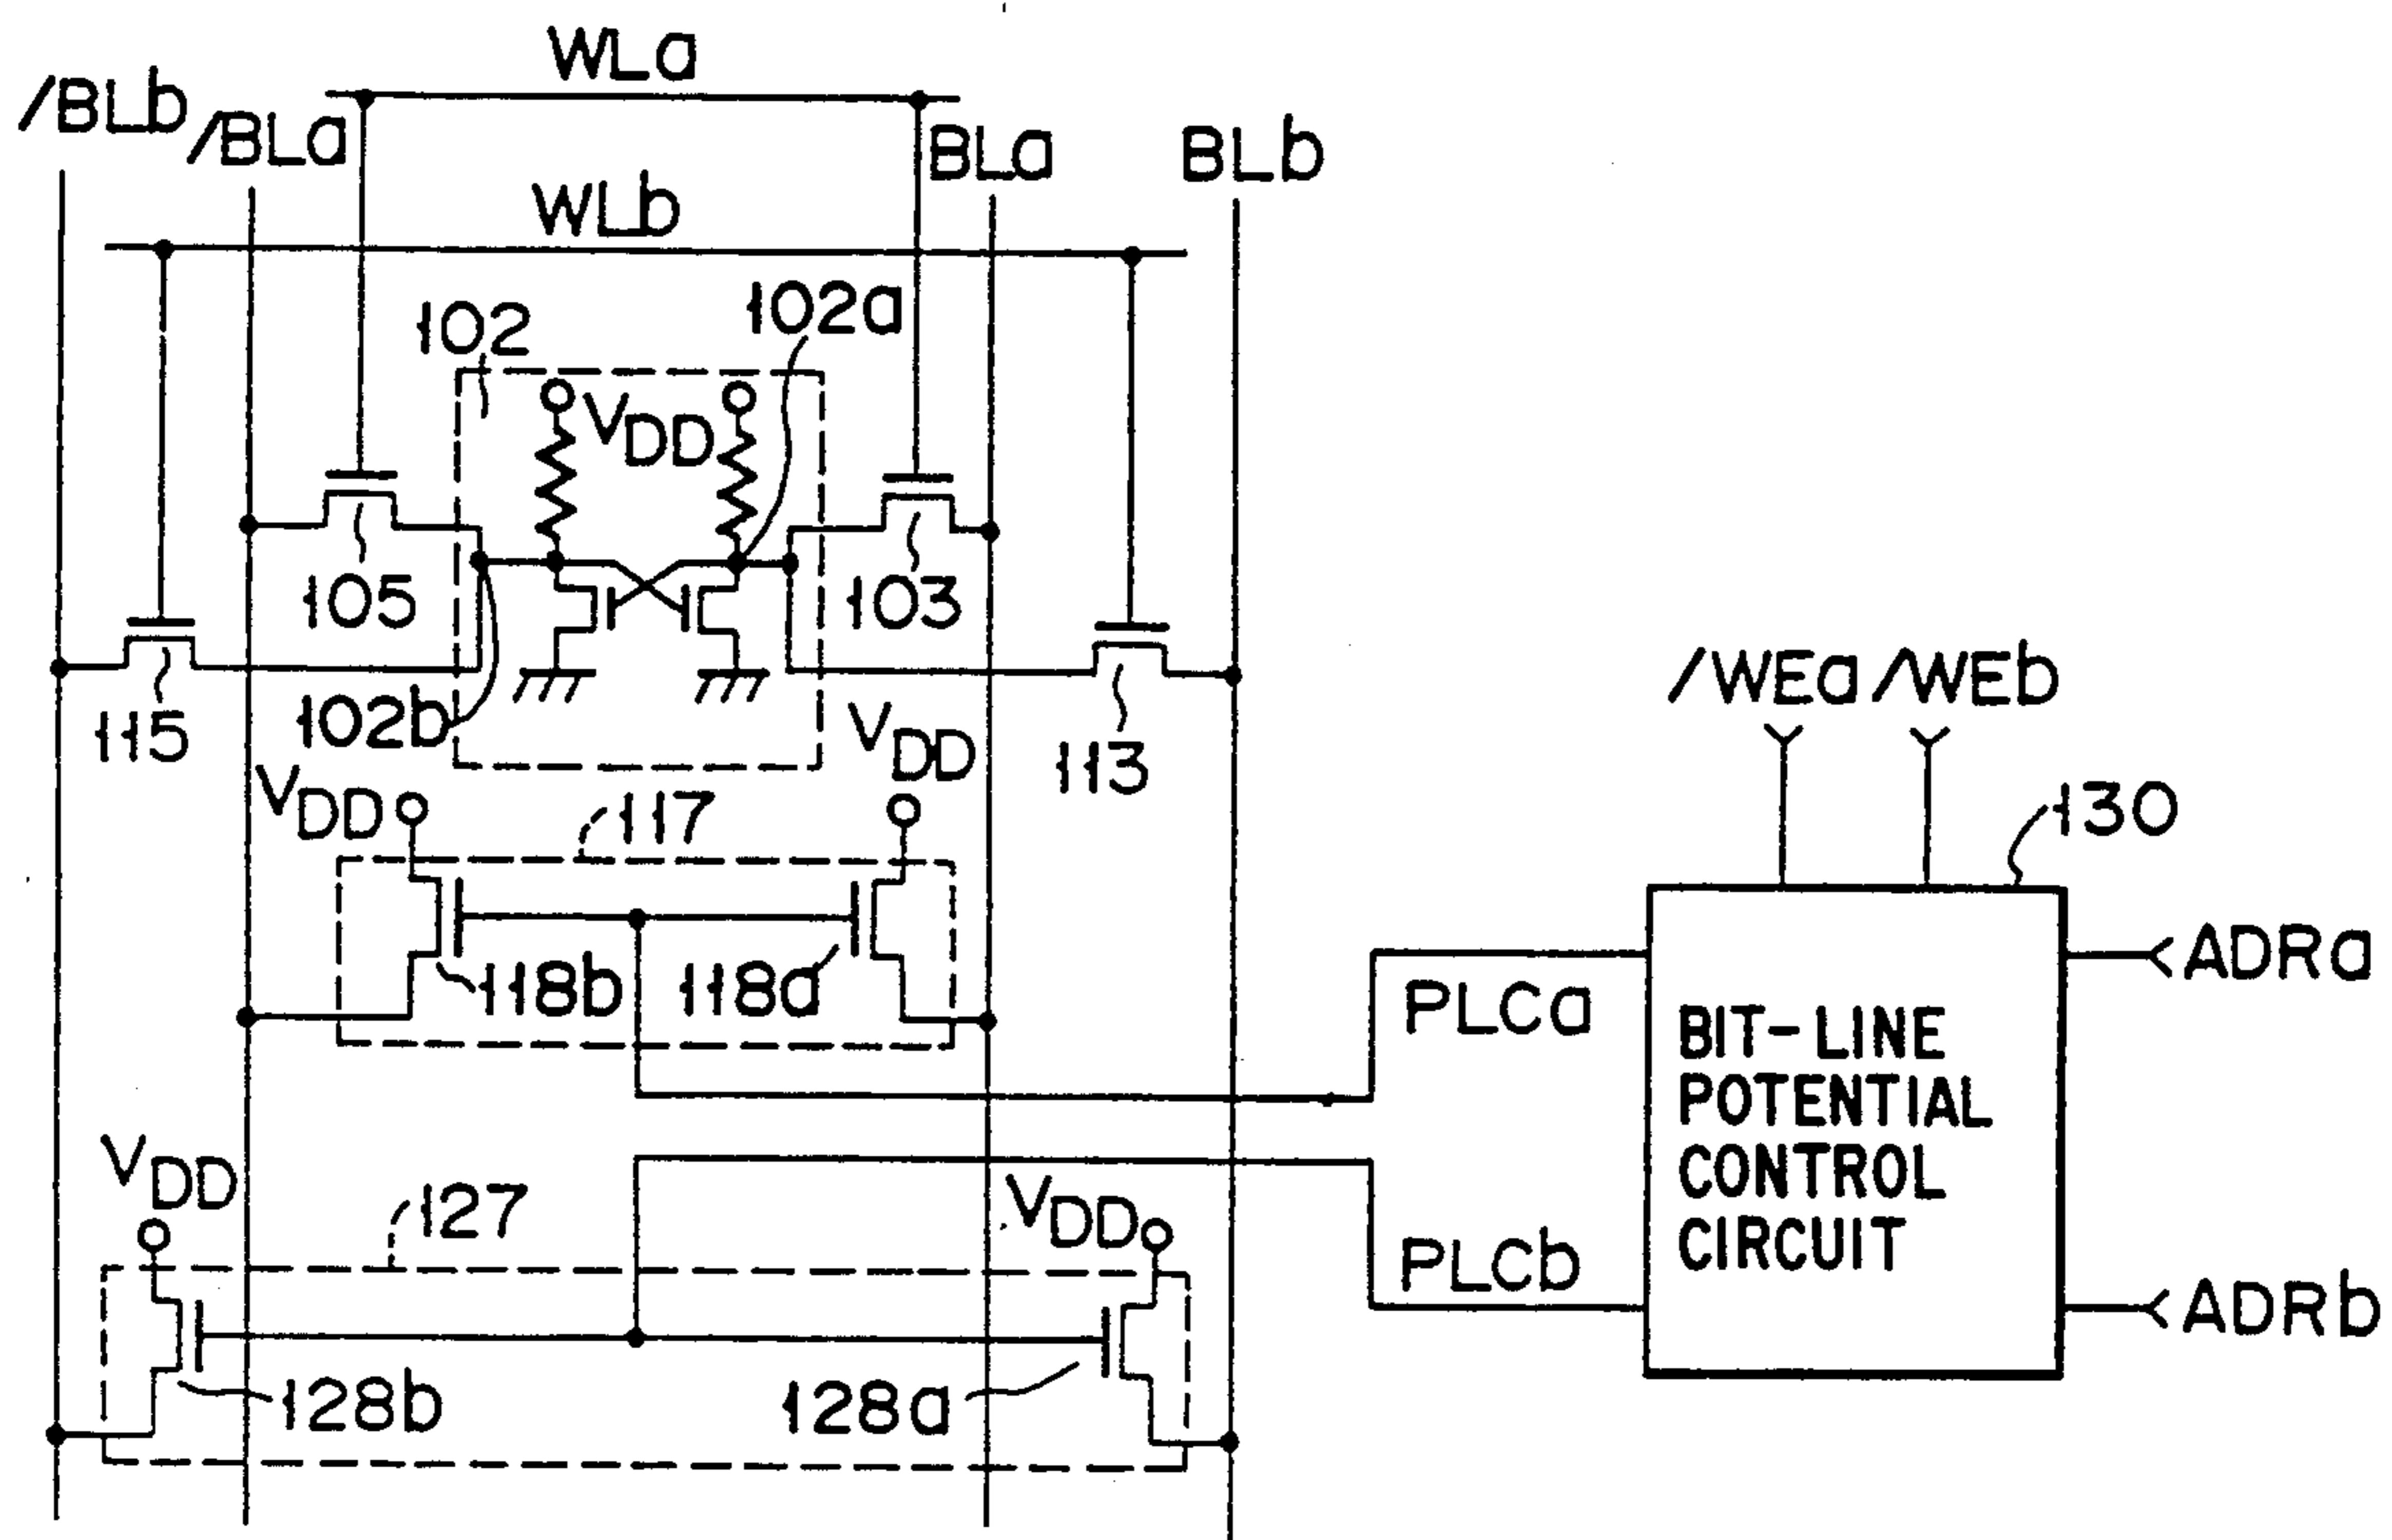 WLa
/BLb
/BLa
BLa
BLb
WLb
102
102a
VDD
105
103
115
102b
113
VDD
VDD
117
118b
118a
/WEa
/WEb
130
ADRa
PLCa
BIT-LINE
POTENTIAL
CONTROL
CIRCUIT
PLCb
ADRb
VDD
127
VDD
128b
128a